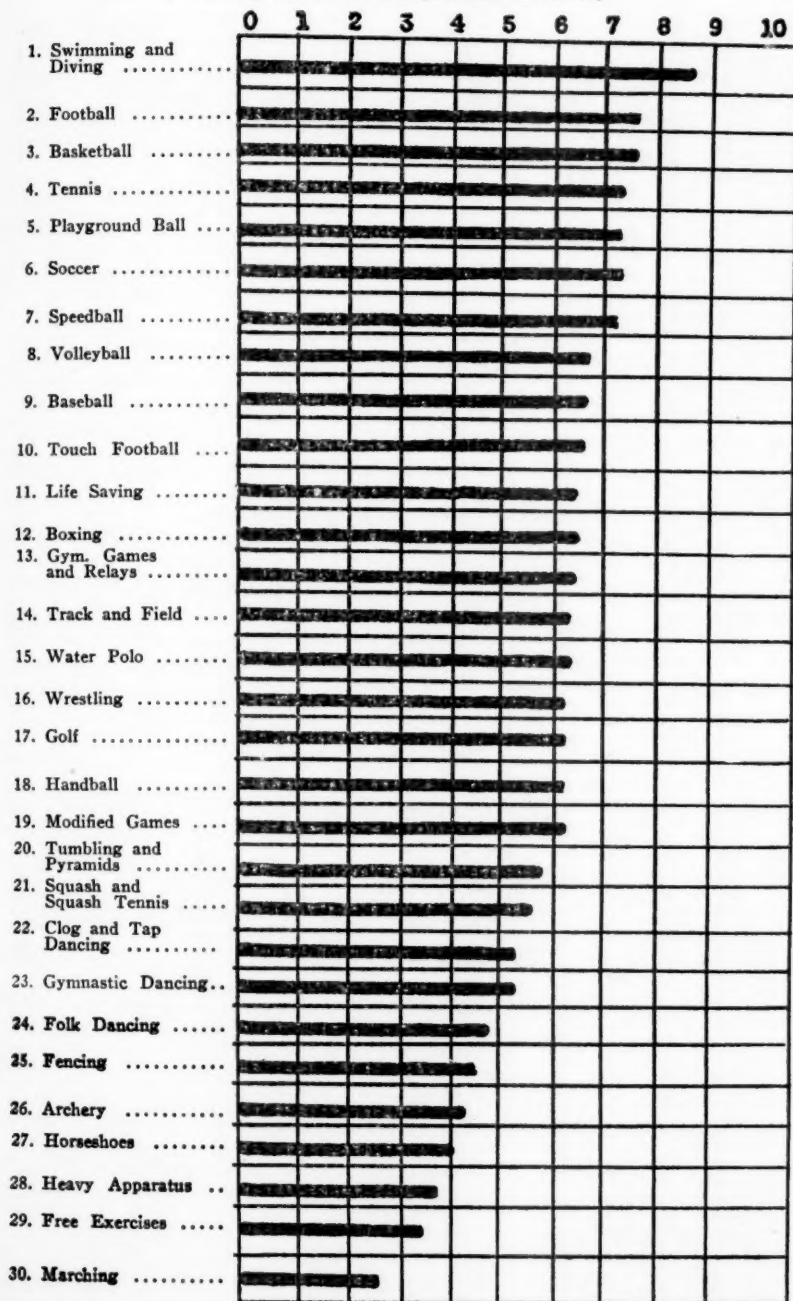 0 1 2 3 4 5 6 7 8 9 10
1. Swimming and
Diving ............
2. Football ...........
3. Basketball .........
4. Tennis .............
5. Playground Ball ....
6. Soccer .............
7. Speedball ..........
8. Volleyball .........
9. Baseball ...........
10. Touch Football ....
11. Life Saving ........
12. Boxing ............
13. Gym. Games
and Relays .........
14. Track and Field ....
15. Water Polo ........
16. Wrestling ..........
17. Golf ...............
18. Handball ..........
19. Modified Games ....
20. Tumbling and
Pyramids ..........
21. Squash and
Squash Tennis .....
22. Clog and Tap
Dancing ..........
23. Gymnastic Dancing..
24. Folk Dancing ......
25. Fencing ...........
26. Archery ...........
27. Horseshoes ........
28. Heavy Apparatus ..
29. Free Exercises .....
30. Marching ..........